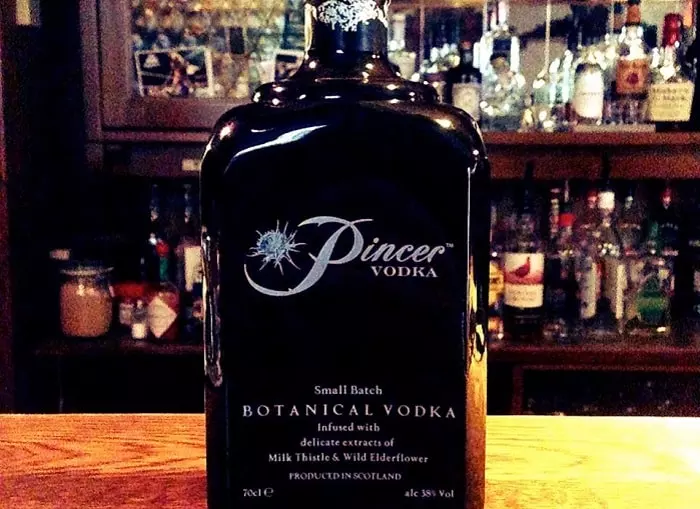 Pincer™
VODKA
Small Batch
BOTANICAL VODKA
Infused with
delicate extracts of
Milk Thistle & Wild Elderflower
PRODUCED IN SCOTLAND
70cl ℮ alc 38% Vol